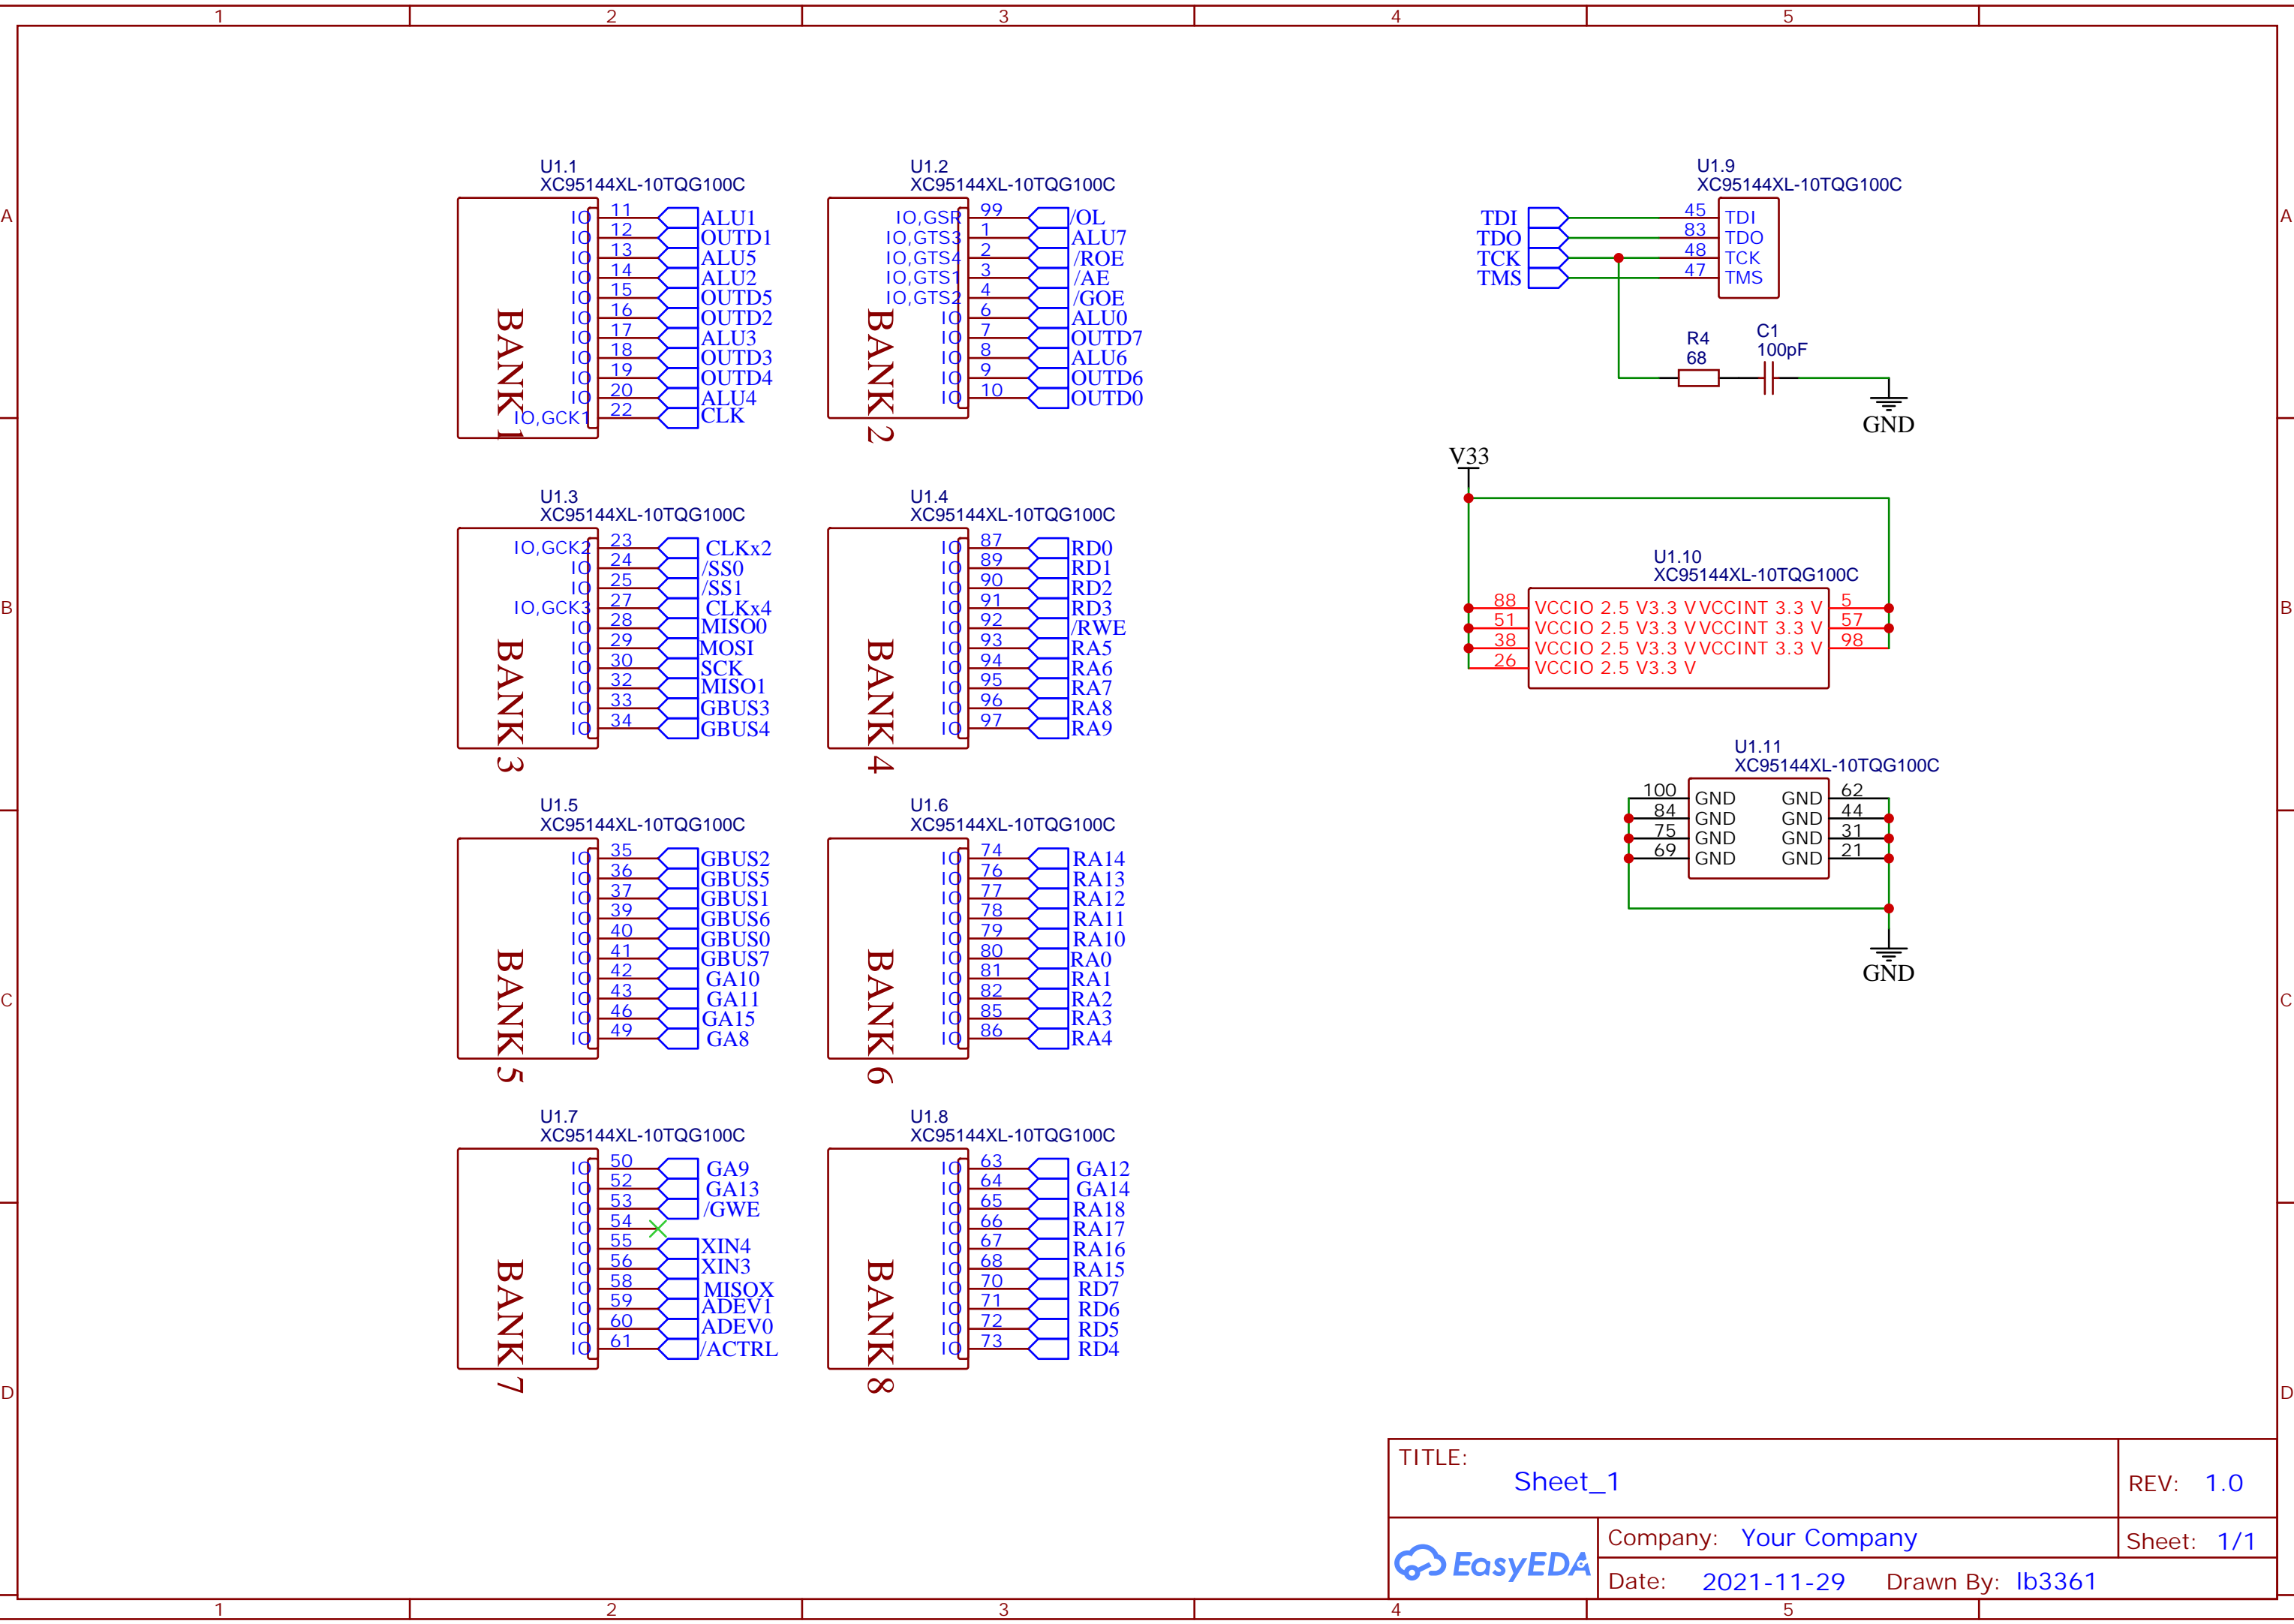 1 2 3 4 5
A A
B B
C C
D D
U1.1
XC95144XL-10TQG100C
BANK 1
IO 11 ALU1
IO 12 OUTD1
IO 13 ALU5
IO 14 ALU2
IO 15 OUTD5
IO 16 OUTD2
IO 17 ALU3
IO 18 OUTD3
IO 19 OUTD4
IO 20 ALU4
IO,GCK1 22 CLK
U1.2
XC95144XL-10TQG100C
BANK 2
IO,GSR 99 /OL
IO,GTS3 1 ALU7
IO,GTS4 2 /ROE
IO,GTS1 3 /AE
IO,GTS2 4 /GOE
IO 6 ALU0
IO 7 OUTD7
IO 8 ALU6
IO 9 OUTD6
IO 10 OUTD0
U1.3
XC95144XL-10TQG100C
BANK 3
IO,GCK2 23 CLKx2
IO 24 /SS0
IO 25 /SS1
IO,GCK3 27 CLKx4
IO 28 MISO0
IO 29 MOSI
IO 30 SCK
IO 32 MISO1
IO 33 GBUS3
IO 34 GBUS4
U1.4
XC95144XL-10TQG100C
BANK 4
IO 87 RD0
IO 89 RD1
IO 90 RD2
IO 91 RD3
IO 92 /RWE
IO 93 RA5
IO 94 RA6
IO 95 RA7
IO 96 RA8
IO 97 RA9
U1.5
XC95144XL-10TQG100C
BANK 5
IO 35 GBUS2
IO 36 GBUS5
IO 37 GBUS1
IO 39 GBUS6
IO 40 GBUS0
IO 41 GBUS7
IO 42 GA10
IO 43 GA11
IO 46 GA15
IO 49 GA8
U1.6
XC95144XL-10TQG100C
BANK 6
IO 74 RA14
IO 76 RA13
IO 77 RA12
IO 78 RA11
IO 79 RA10
IO 80 RA0
IO 81 RA1
IO 82 RA2
IO 85 RA3
IO 86 RA4
U1.7
XC95144XL-10TQG100C
BANK 7
IO 50 GA9
IO 52 GA13
IO 53 /GWE
IO 54
IO 55 XIN4
IO 56 XIN3
IO 58 MISOX
IO 59 ADEV1
IO 60 ADEV0
IO 61 /ACTRL
U1.8
XC95144XL-10TQG100C
BANK 8
IO 63 GA12
IO 64 GA14
IO 65 RA18
IO 66 RA17
IO 67 RA16
IO 68 RA15
IO 70 RD7
IO 71 RD6
IO 72 RD5
IO 73 RD4
U1.9
XC95144XL-10TQG100C
TDI 45 TDI
TDO 83 TDO
TCK 48 TCK
TMS 47 TMS
R4
68
C1
100pF
GND
V33
U1.10
XC95144XL-10TQG100C
88 VCCIO 2.5 V3.3 V VCCINT 3.3 V 5
51 VCCIO 2.5 V3.3 V VCCINT 3.3 V 57
38 VCCIO 2.5 V3.3 V VCCINT 3.3 V 98
26 VCCIO 2.5 V3.3 V
U1.11
XC95144XL-10TQG100C
100 GND GND 62
84 GND GND 44
75 GND GND 31
69 GND GND 21
GND
TITLE:
Sheet_1
REV: 1.0
EasyEDA
Company: Your Company
Sheet: 1/1
Date: 2021-11-29 Drawn By: lb3361
1 2 3 4 5